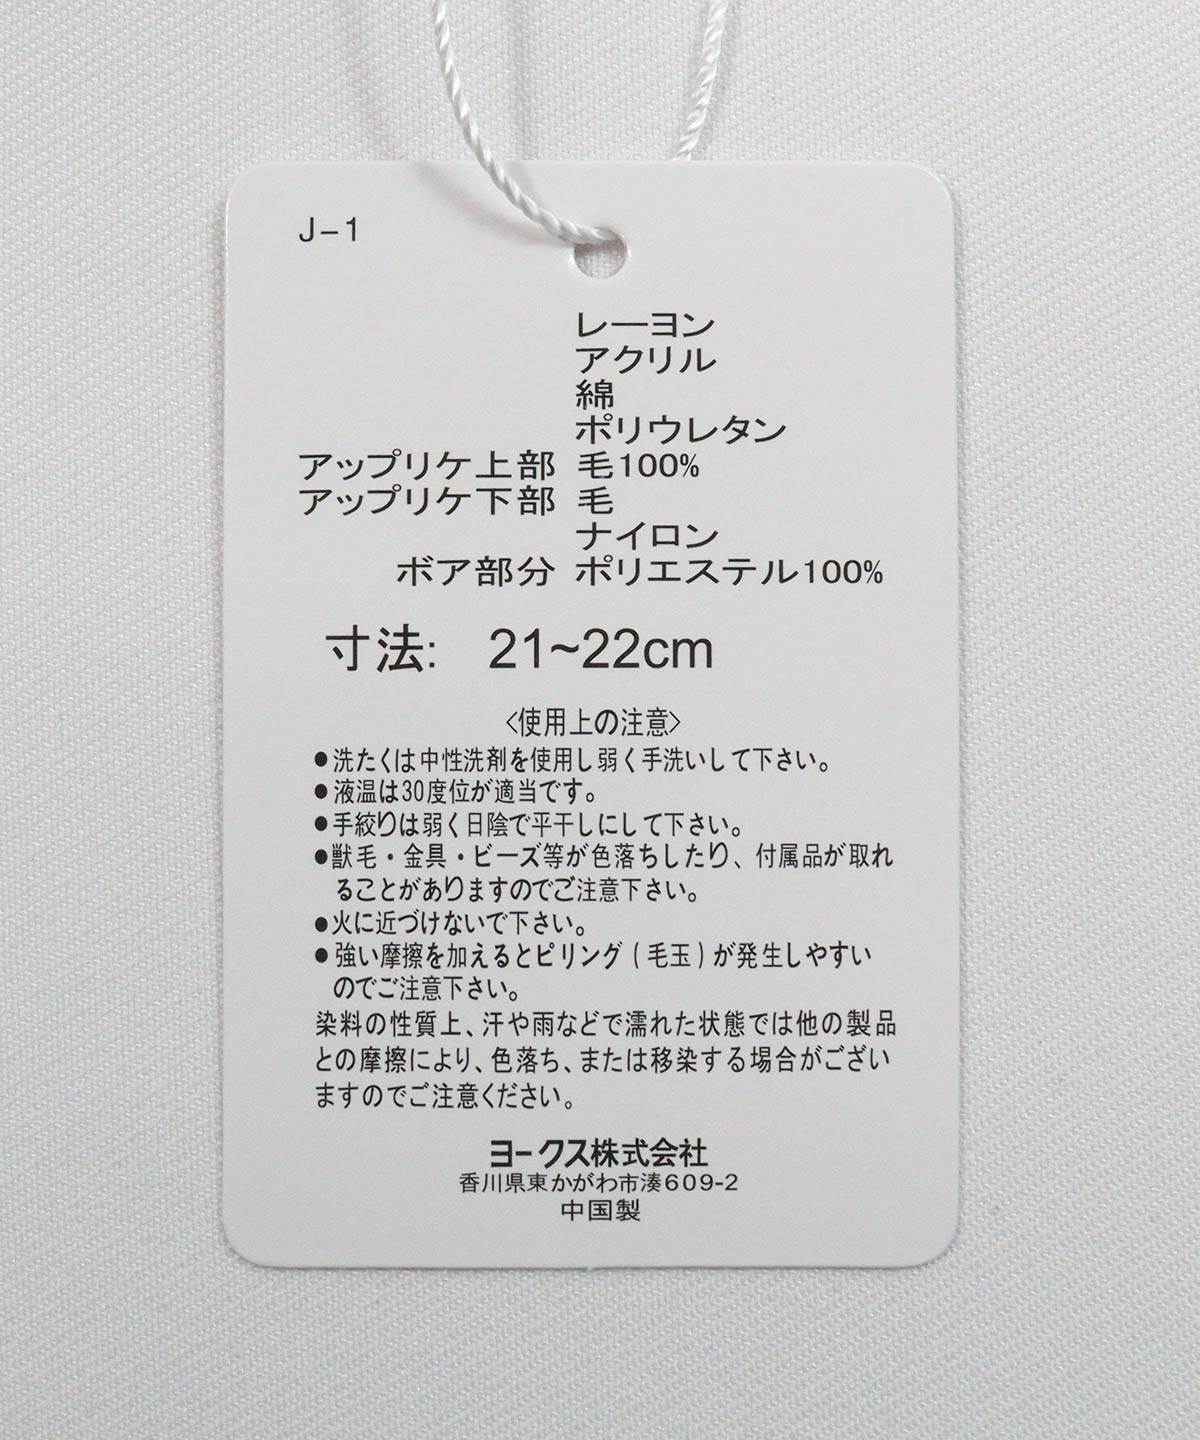 J-1
レーヨン
アクリル
綿
ポリウレタン
アップリケ上部 毛100%
アップリケ下部 毛
ナイロン
ボア部分 ポリエステル100%
寸法: 21~22cm
〈使用上の注意〉
●洗たくは中性洗剤を使用し弱く手洗いして下さい。
●液温は30度位が適当です。
●手絞りは弱く日陰で平干しにして下さい。
●獣毛・金具・ビーズ等が色落ちしたり、付属品が取れ
ることがありますのでご注意下さい。
●火に近づけないで下さい。
●強い摩擦を加えるとピリング(毛玉)が発生しやすい
のでご注意下さい。
染料の性質上、汗や雨などで濡れた状態では他の製品
との摩擦により、色落ち、または移染する場合がござい
ますのでご注意ください。
ヨークス株式会社
香川県東かがわ市湊609-2
中国製